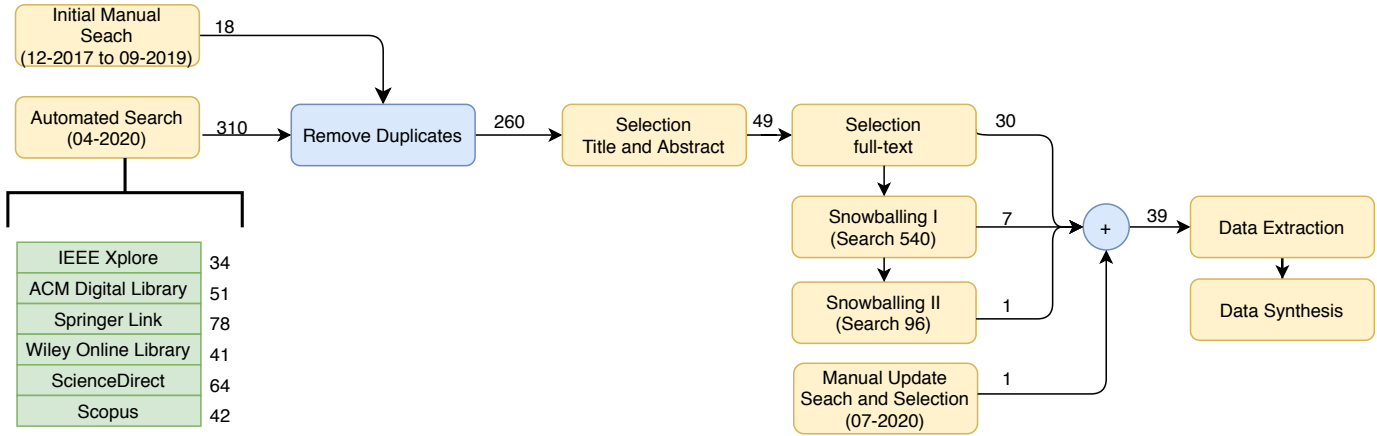 Initial Manual
Seach
(12-2017 to 09-2019)
18
Automated Search
(04-2020)
310
Remove Duplicates
260
Selection
Title and Abstract
49
Selection
full-text
30
Snowballing I
(Search 540)
7
Snowballing II
(Search 96)
1
Manual Update
Seach and Selection
(07-2020)
1
+
39
Data Extraction
Data Synthesis
IEEE Xplore 34
ACM Digital Library 51
Springer Link 78
Wiley Online Library 41
ScienceDirect 64
Scopus 42